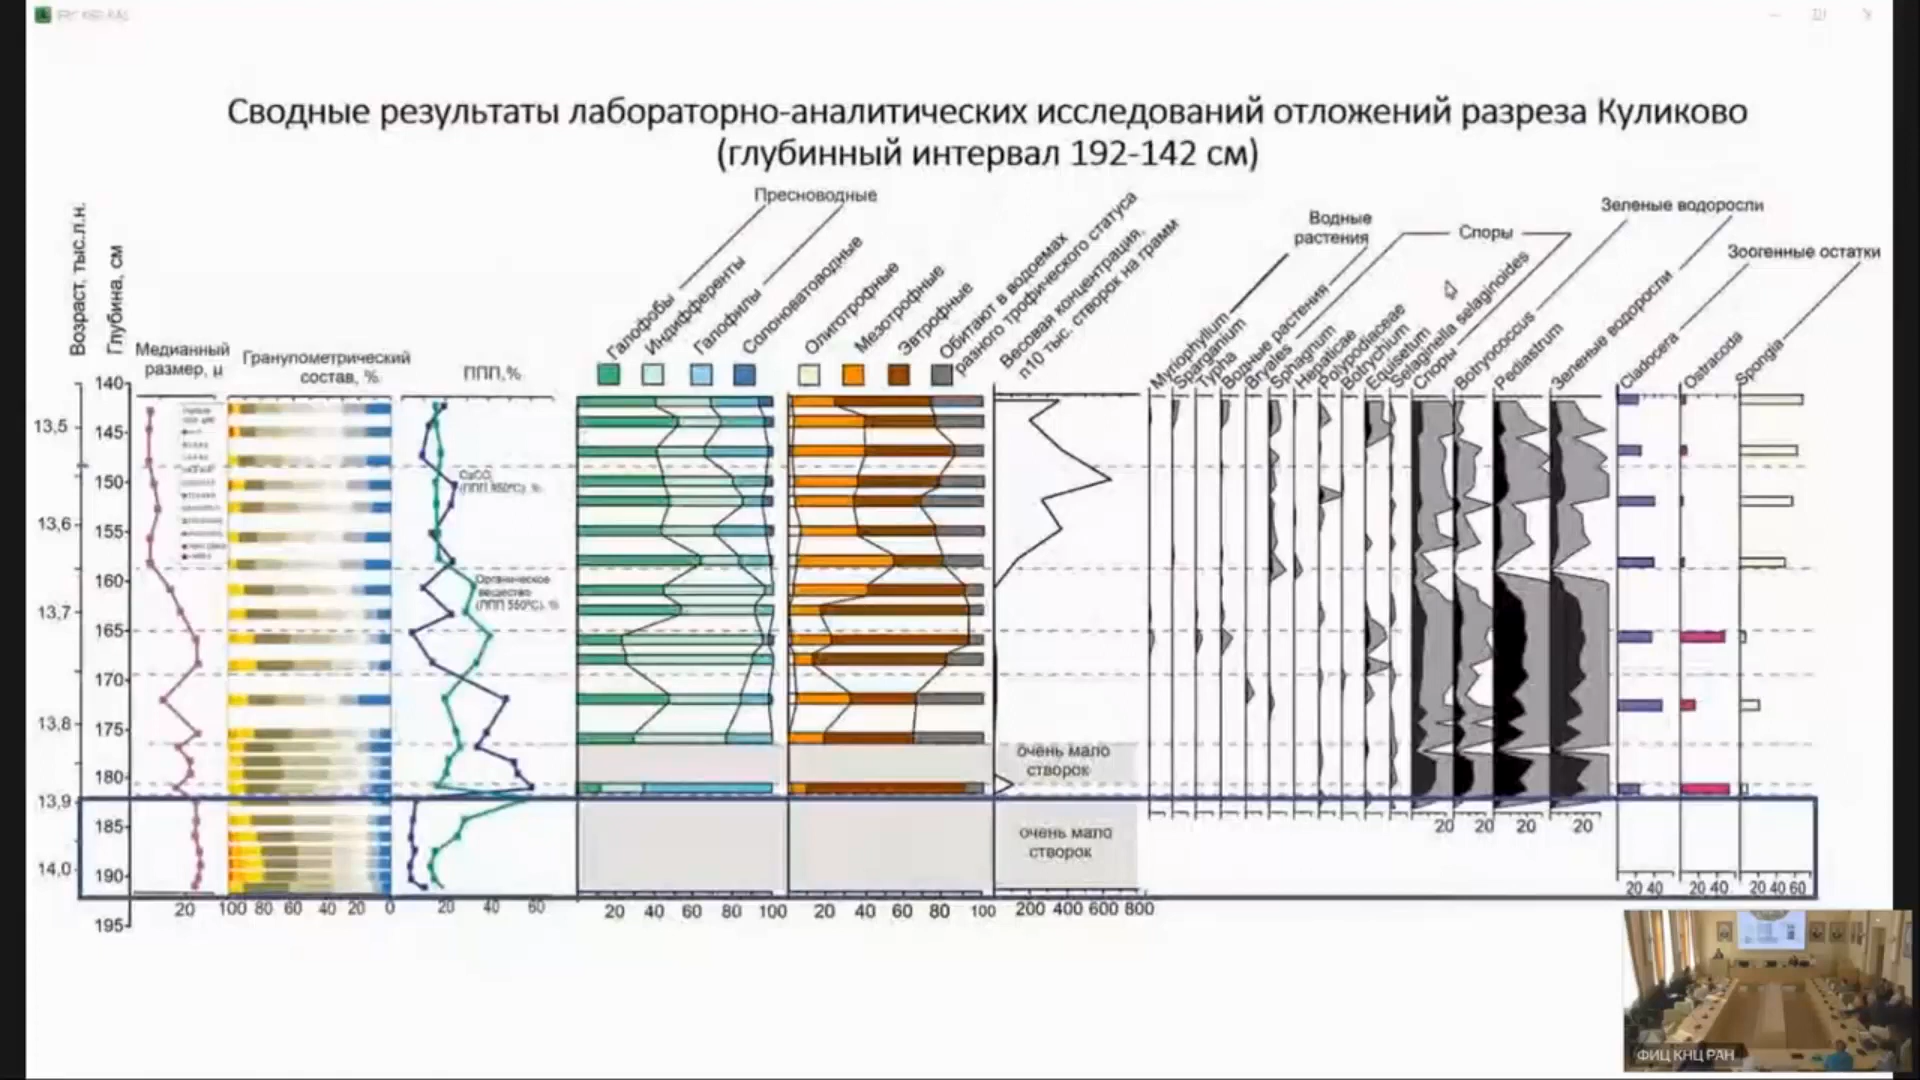 Сводные результаты лабораторно-аналитических исследований отложений разреза Куликово
(глубинный интервал 192-142 см)
Возраст, тыс.л.н.
Глубина, см
Медианный
размер, μ
Гранупометрический
состав, %
ППП,%
Пресноводные
Галофобы
Индифференты
Галофилы
Солоноватоводные
Олиготрофные
Мезотрофные
Эвтрофные
Обитают в водоемах
разного трофического статуса
Весовая концентрация,
n10 тыс. створок на грамм
Водные
растения
Споры
Зеленые водоросли
Зоогенные остатки
Myriophyllum
Sparganium
Typha
Водные растения
Bryales
Sphagnum
Hepaticae
Polypodiaceae
Botrychium
Equisetum
Selaginella selaginoides
Споры
Botryococcus
Pediastrum
Зеленые водоросли
Cladocera
Ostracoda
Spongia
140
13,5
145
150
13,6
155
160
13,7
165
170
13,8
175
180
13,9
185
14,0
190
195
CaCO
(ППП 950ºC), %
Органическое
вещество
(ППП 550ºC), %
очень мало
створок
очень мало
створок
20
100 80 60 40 20 0
20 40 60
20 40 60 80 100
20 40 60 80 100
200 400 600 800
20 20 20 20
20 40
20 40
20 40 60
ФИЦ КНЦ РАН